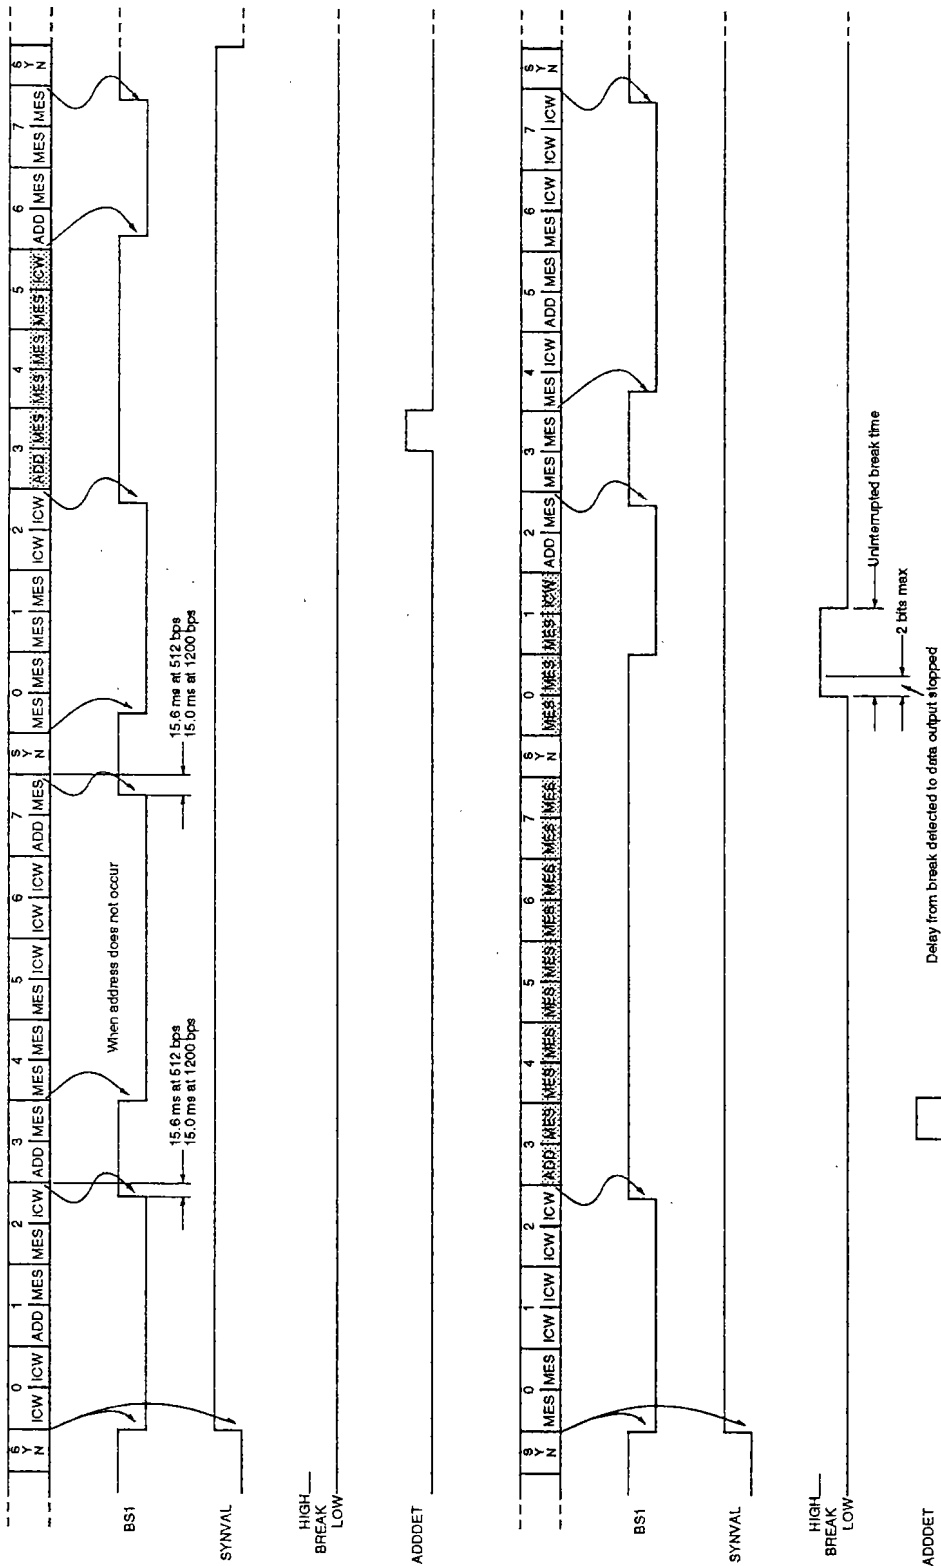 SYN 0 1 2 3 4 5 6 7 SYN 0 1 2 3 4 5 6 7 SYN
ICW ICW ADD MES MES ICW ADD MES MES MES MES ICW ICW ICW ADD MES MES MES MES MES ICW ICW ADD MES MES MES MES ICW ADD MES MES MES
When address does not occur
BS1
15.6 ms at 512 bps
15.0 ms at 1200 bps
15.6 ms at 512 bps
15.0 ms at 1200 bps
SYNVAL
HIGH
BREAK
LOW
ADDDET
SYN 0 1 2 3 4 5 6 7 SYN 0 1 2 3 4 5 6 7 SYN
MES MES ICW ICW ICW ICW ADD MES MES MES MES MES MES MES MES MES MES MES MES ICW ADD MES MES MES MES ICW ADD MES MES ICW ICW ICW
BS1
SYNVAL
HIGH
BREAK
LOW
Uninterrupted break time
2 bits max
Delay from break detected to data output stopped
ADDDET